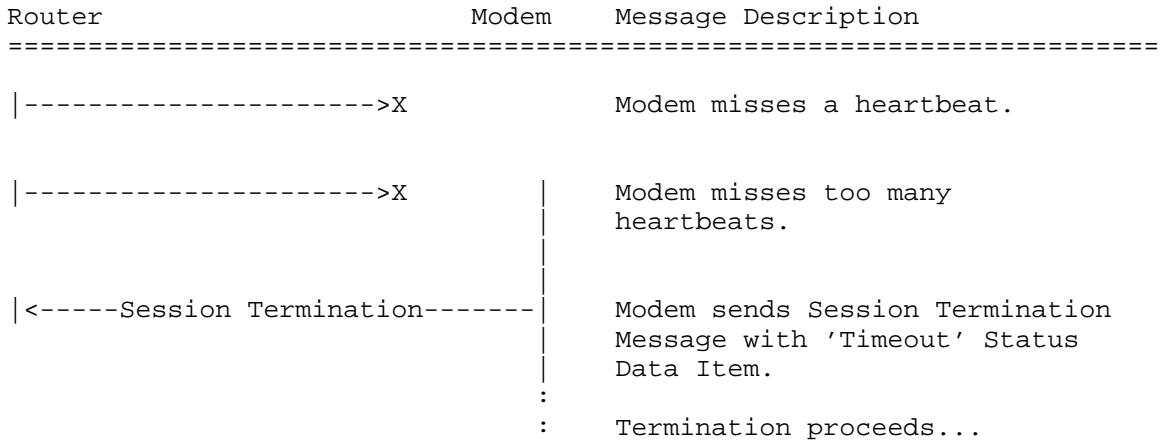 Router                       Modem    Message Description
========================================================================
|---------------------->X             Modem misses a heartbeat.
|---------------------->X        |    Modem misses too many
|    heartbeats.
|
|
|<-----Session Termination-------|    Modem sends Session Termination
|    Message with ’Timeout’ Status
|    Data Item.
:
:    Termination proceeds...